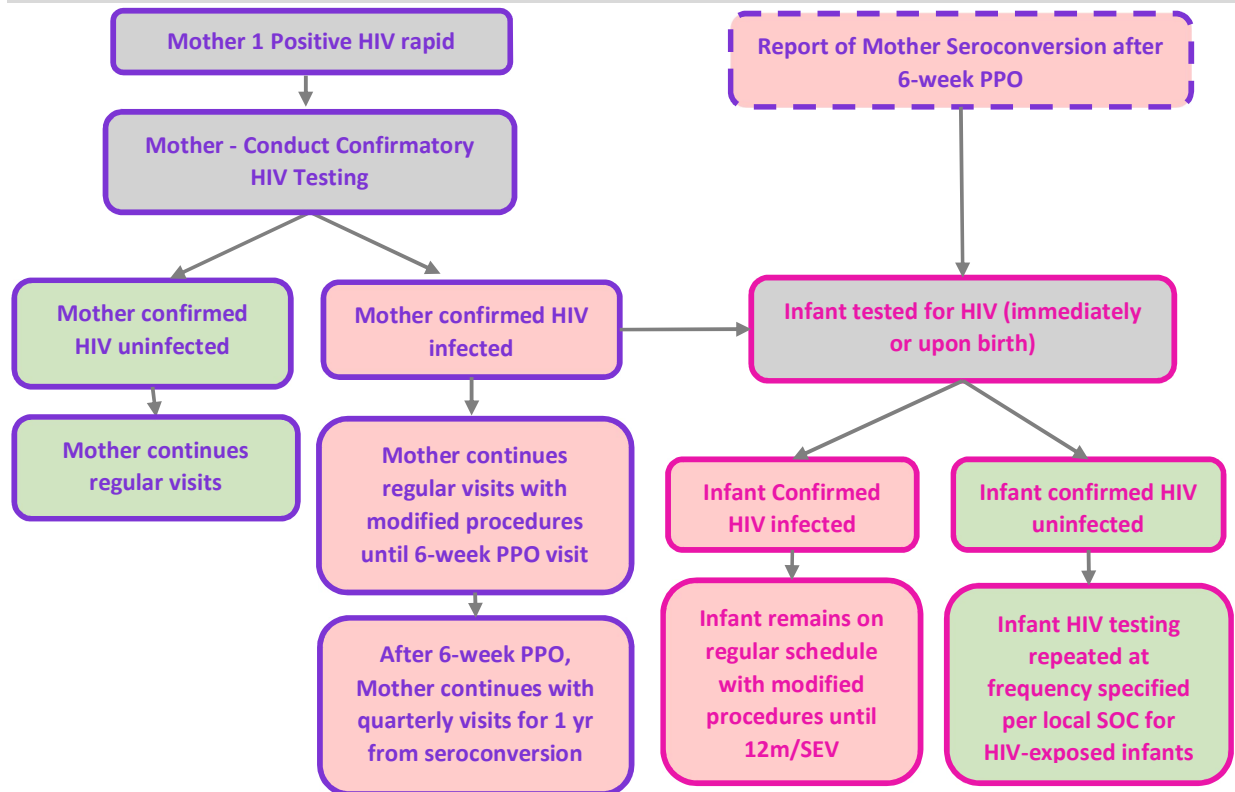 Mother 1 Positive HIV rapid
Report of Mother Seroconversion after
6-week PPO
Mother - Conduct Confirmatory
HIV Testing
Mother confirmed
HIV uninfected
Mother confirmed HIV
infected
Infant tested for HIV (immediately
or upon birth)
Mother continues
regular visits
Mother continues
regular visits with
modified procedures
until 6-week PPO visit
Infant Confirmed
HIV infected
Infant confirmed HIV
uninfected
After 6-week PPO,
Mother continues with
quarterly visits for 1 yr
from seroconversion
Infant remains on
regular schedule
with modified
procedures until
12m/SEV
Infant HIV testing
repeated at
frequency specified
per local SOC for
HIV-exposed infants